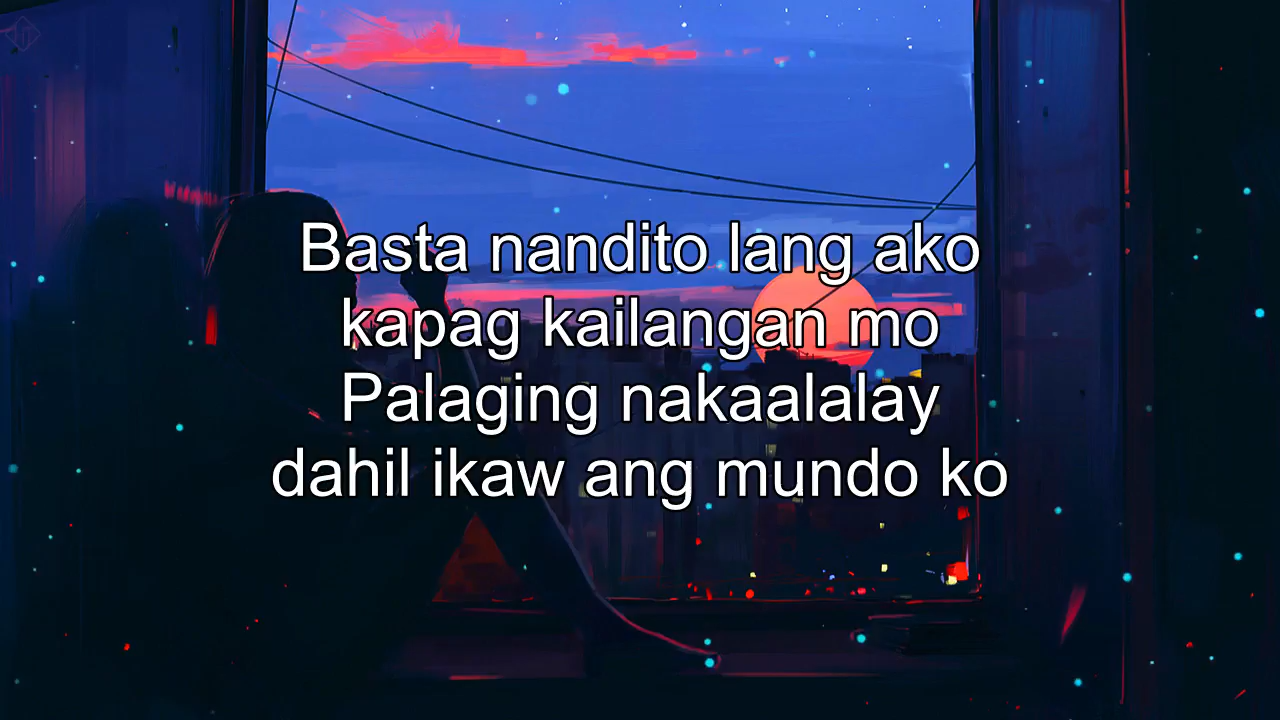 Basta nandito lang ako
kapag kailangan mo
Palaging nakaalalay
dahil ikaw ang mundo ko